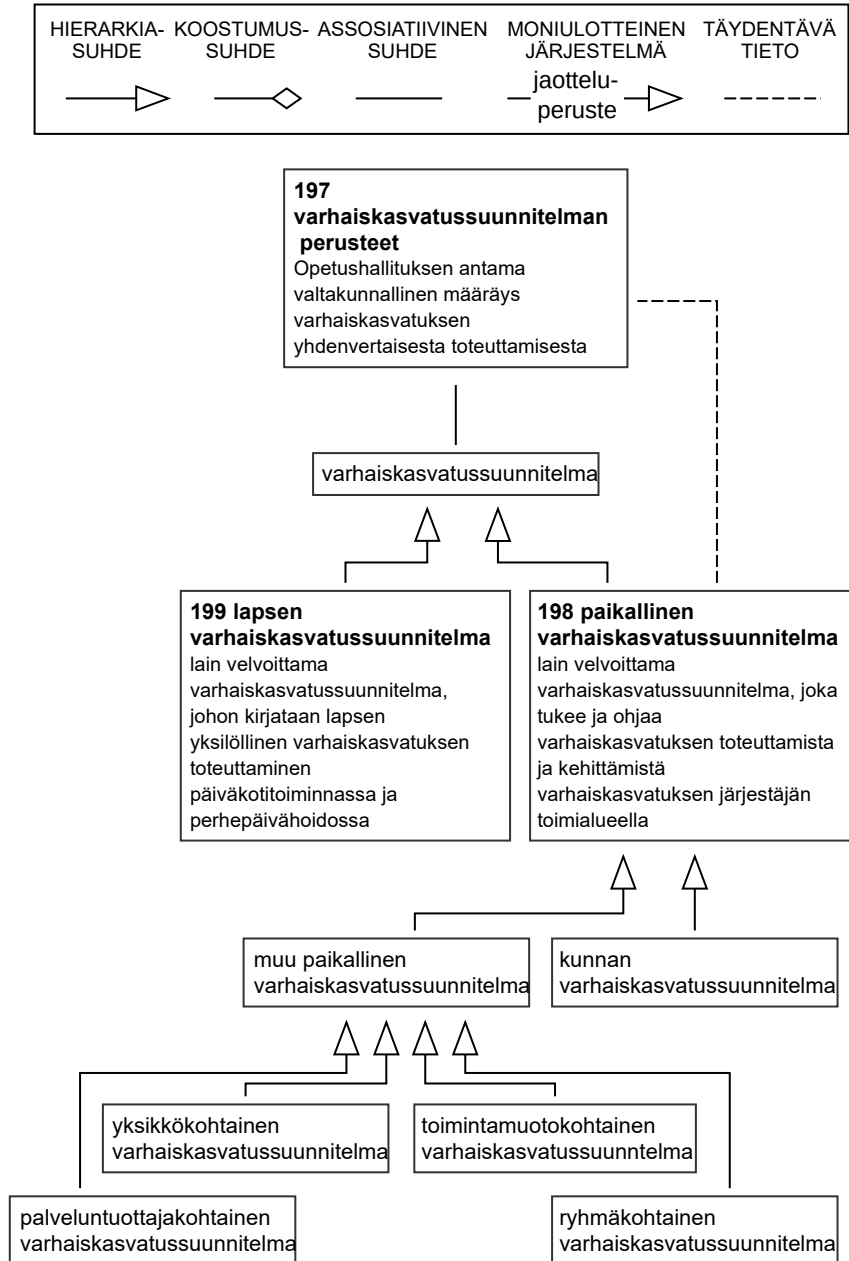 HIERARKIA-
SUHDE
KOOSTUMUS-
SUHDE
ASSOSIATIIVINEN
SUHDE
MONIULOTTEINEN
JÄRJESTELMÄ
jaottelu-
peruste
TÄYDENTÄVÄ
TIETO
197
varhaiskasvatussuunnitelman
perusteet
Opetushallituksen antama
valtakunnallinen määräys
varhaiskasvatuksen
yhdenvertaisesta toteuttamisesta
varhaiskasvatussuunnitelma
199 lapsen
varhaiskasvatussuunnitelma
lain velvoittama
varhaiskasvatussuunnitelma,
johon kirjataan lapsen
yksilöllinen varhaiskasvatuksen
toteuttaminen
päiväkotitoiminnassa ja
perhepäivähoidossa
198 paikallinen
varhaiskasvatussuunnitelma
lain velvoittama
varhaiskasvatussuunnitelma, joka
tukee ja ohjaa
varhaiskasvatuksen toteuttamista
ja kehittämistä
varhaiskasvatuksen järjestäjän
toimialueella
muu paikallinen
varhaiskasvatussuunnitelma
kunnan
varhaiskasvatussuunnitelma
yksikkökohtainen
varhaiskasvatussuunnitelma
toimintamuotokohtainen
varhaiskasvatussuunntelma
palveluntuottajakohtainen
varhaiskasvatussuunnitelma
ryhmäkohtainen
varhaiskasvatussuunnitelma